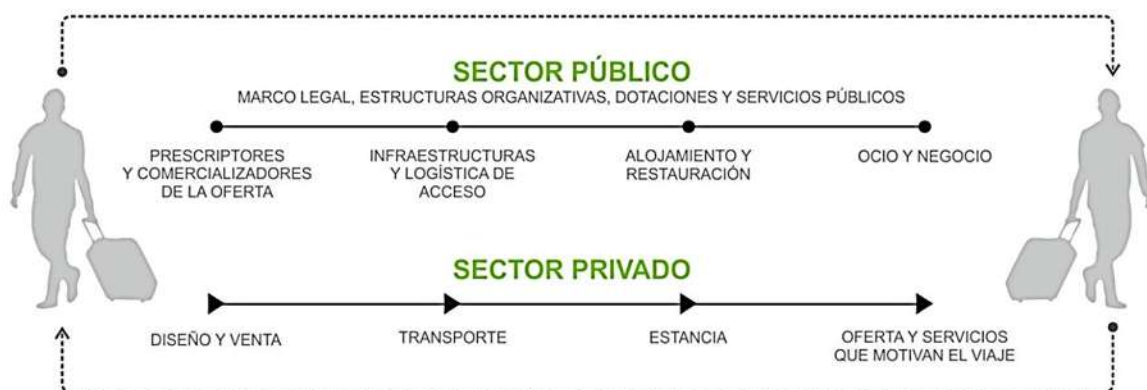 SECTOR PÚBLICO
MARCO LEGAL, ESTRUCTURAS ORGANIZATIVAS, DOTACIONES Y SERVICIOS PÚBLICOS
PRESCRIPTORES
Y COMERCIALIZADORES
DE LA OFERTA
INFRAESTRUCTURAS
Y LOGÍSTICA DE
ACCESO
ALOJAMIENTO Y
RESTAURACIÓN
OCIO Y NEGOCIO
SECTOR PRIVADO
DISEÑO Y VENTA
TRANSPORTE
ESTANCIA
OFERTA Y SERVICIOS
QUE MOTIVAN EL VIAJE